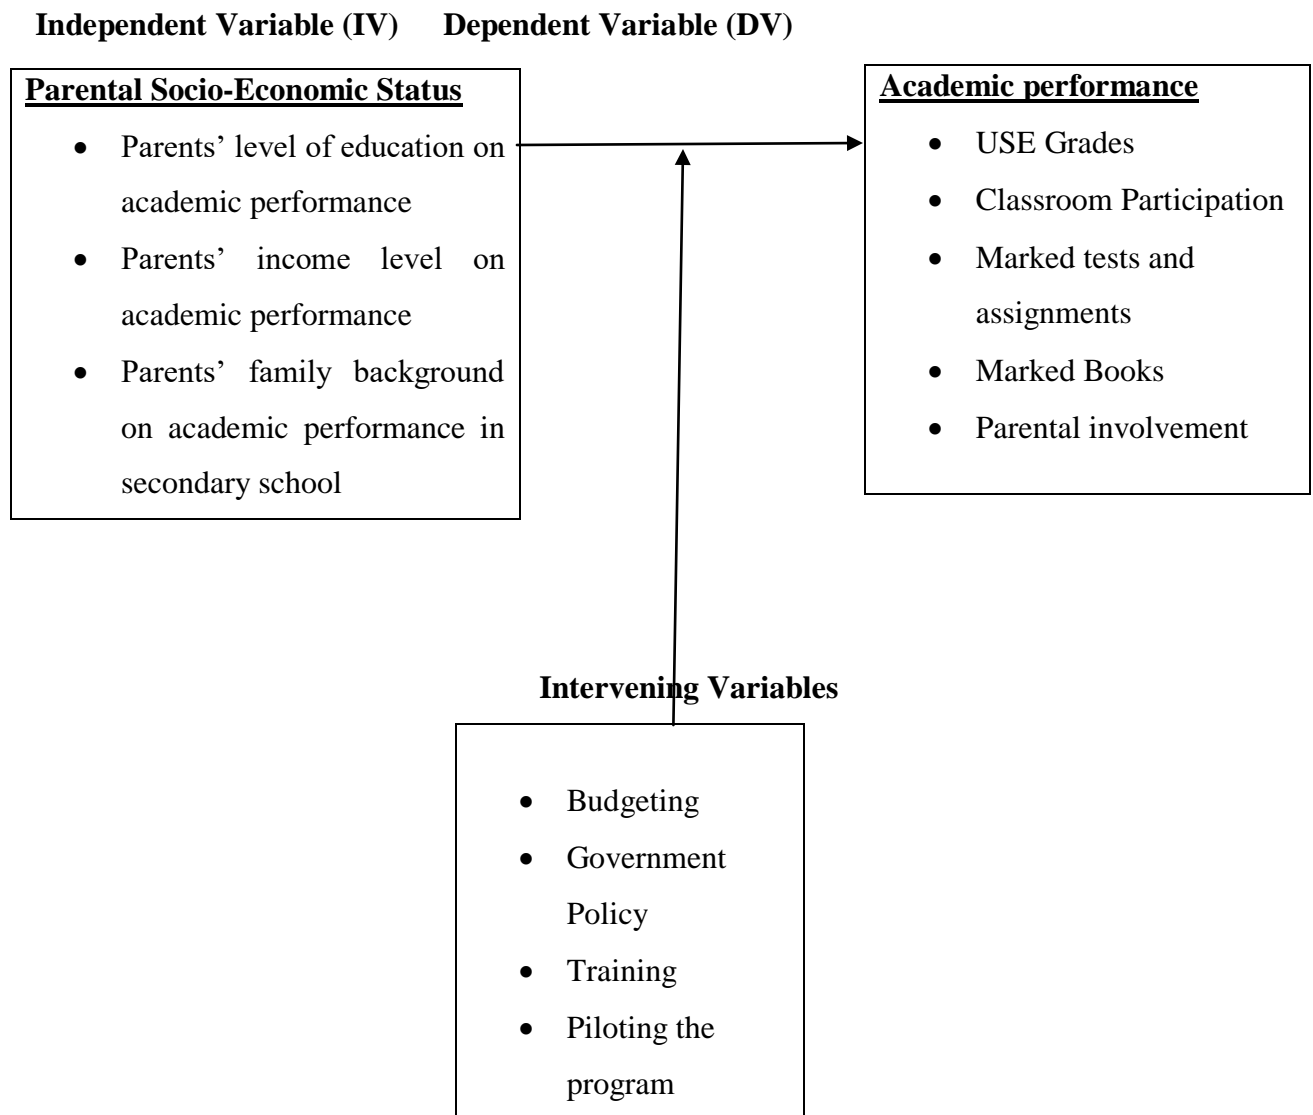 Independent Variable (IV) Dependent Variable (DV)
Parental Socio-Economic Status
• Parents’ level of education on
academic performance
• Parents’ income level on
academic performance
• Parents’ family background
on academic performance in
secondary school
Academic performance
• USE Grades
• Classroom Participation
• Marked tests and
assignments
• Marked Books
• Parental involvement
Intervening Variables
• Budgeting
• Government
Policy
• Training
• Piloting the
program